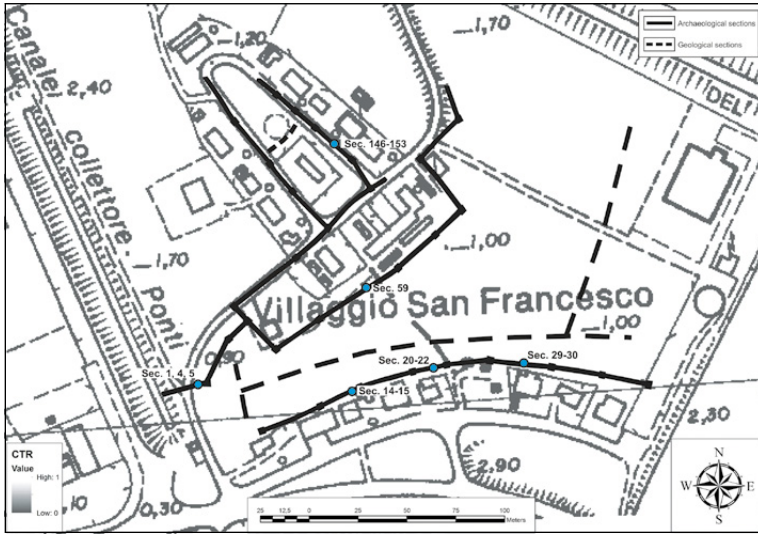 Archaeological sections
Geological sections
1,20
1,70
2,40
DEL
Canale collettore
Ponti
Sec. 146-153
1,70
1,00
Sec. 59
Villaggio San Francesco
1,00
0,90
Sec. 1, 4, 5
Sec. 20-22
Sec. 29-30
Sec. 14-15
2,30
2,90
0,30
CTR
Value
High: 1
Low: 0
25 12,5 0 25 50 75 100
Meters
N
W E
S